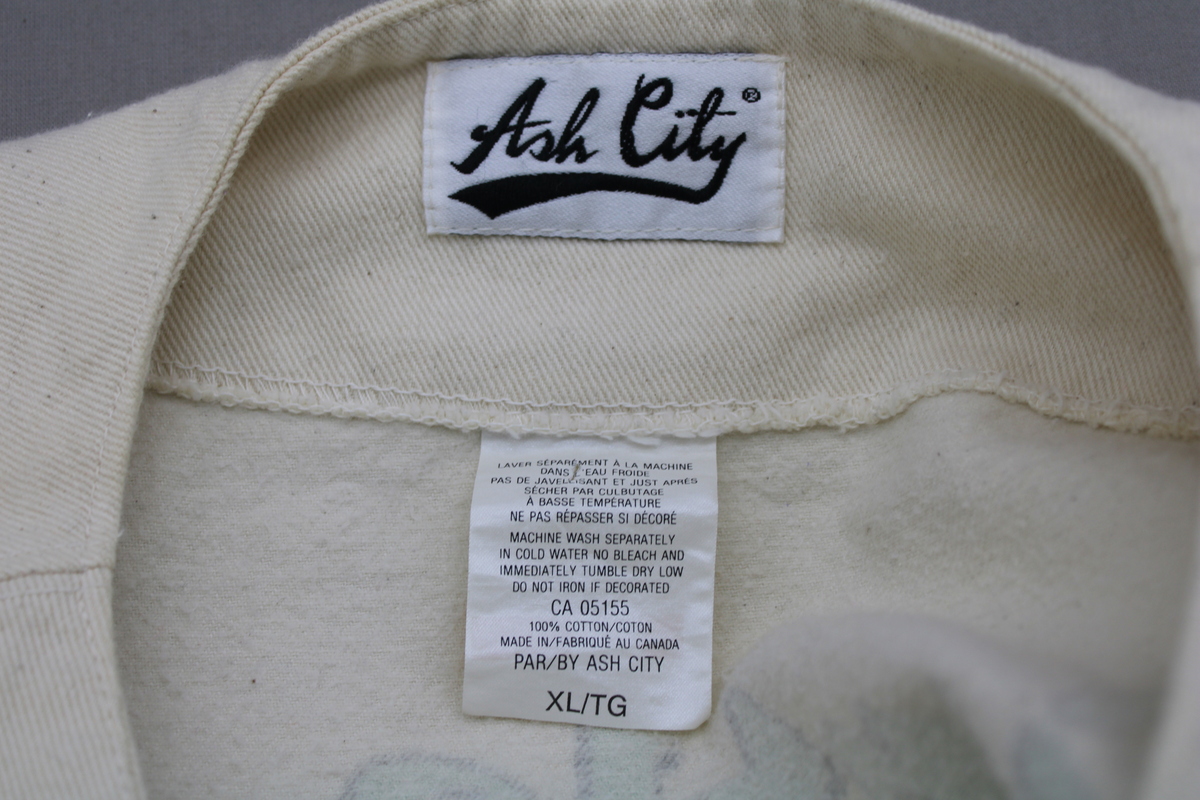 Ash City®
LAVER SÉPARÉMENT À LA MACHINE
DANS L'EAU FROIDE
PAS DE JAVELLISANT ET JUST APRÈS
SÉCHER PAR CULBUTAGE
À BASSE TEMPÉRATURE
NE PAS RÉPASSER SI DÉCORÉ
MACHINE WASH SEPARATELY
IN COLD WATER NO BLEACH AND
IMMEDIATELY TUMBLE DRY LOW
DO NOT IRON IF DECORATED
CA 05155
100% COTTON/COTON
MADE IN/FABRIQUÉ AU CANADA
PAR/BY ASH CITY
XL/TG